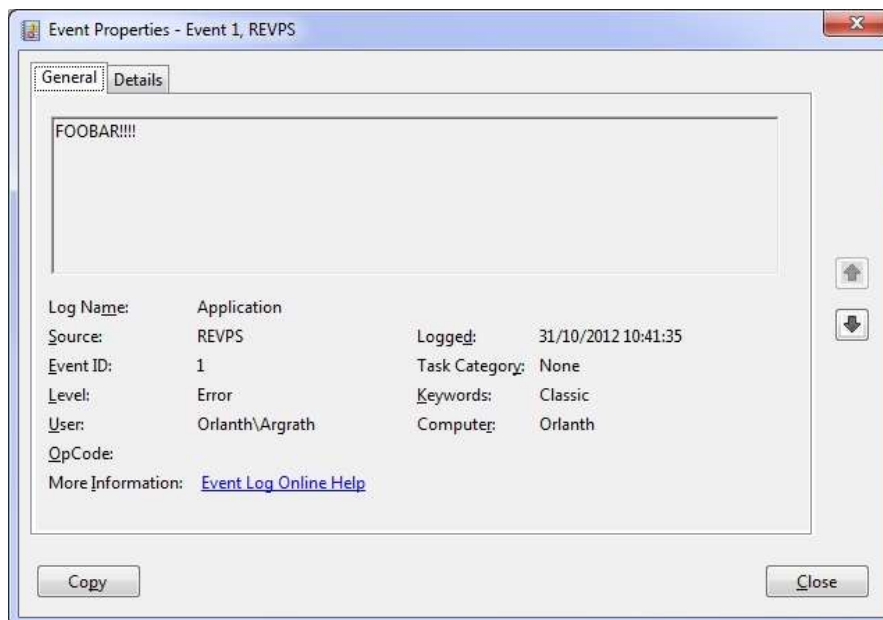 Event Properties - Event 1, REVPS
General Details
FOOBAR!!!!
Log Name: Application
Source: REVPS Logged: 31/10/2012 10:41:35
Event ID: 1 Task Category: None
Level: Error Keywords: Classic
User: Orlanth\Argrath Computer: Orlanth
OpCode:
More Information: Event Log Online Help
Copy Close